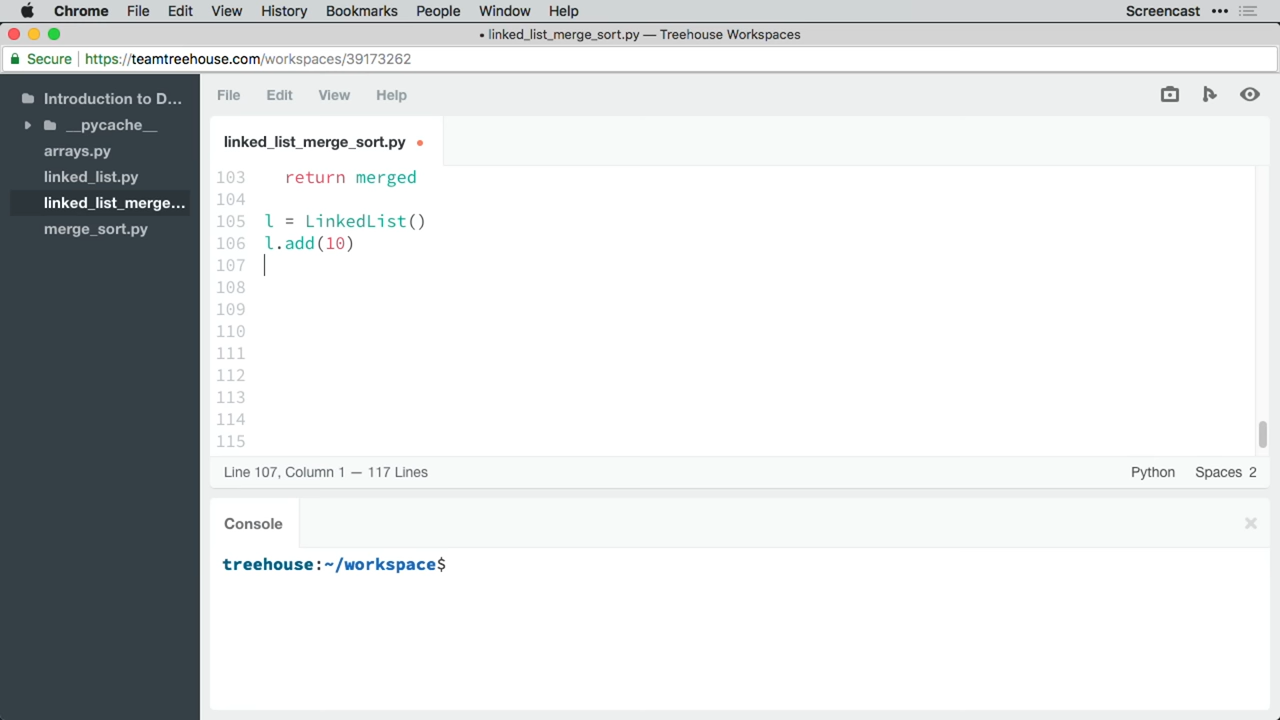 Chrome File Edit View History Bookmarks People Window Help Screencast •••
• linked_list_merge_sort.py — Treehouse Workspaces
Secure https://teamtreehouse.com/workspaces/39173262
Introduction to D...
__pycache__
arrays.py
linked_list.py
linked_list_merge...
merge_sort.py
File Edit View Help
linked_list_merge_sort.py
103 return merged
104
105 l = LinkedList()
106 l.add(10)
107
108
109
110
111
112
113
114
115
Line 107, Column 1 — 117 Lines Python Spaces 2
Console
treehouse:~/workspace$